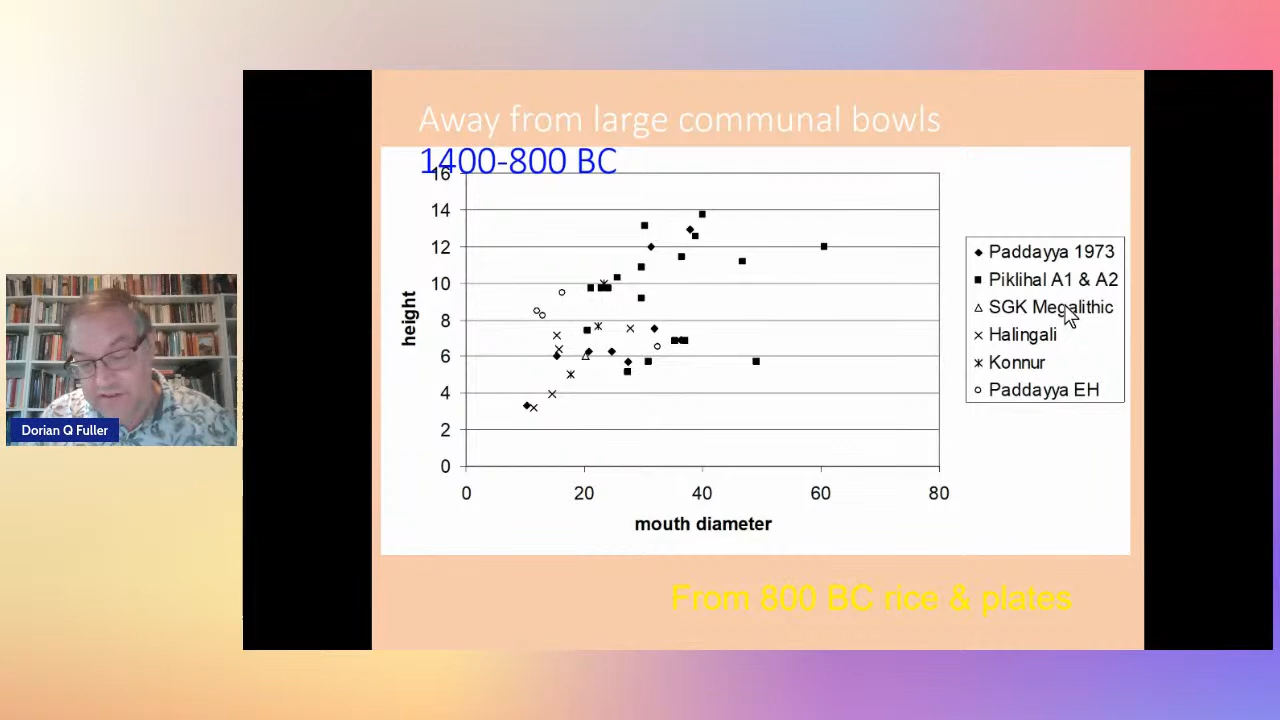 Away from large communal bowls
1400-800 BC
16
14
12
10
8
6
4
2
0
height
0 20 40 60 80
mouth diameter
Paddayya 1973
Piklihal A1 & A2
SGK Megalithic
Halingali
Konnur
Paddayya EH
From 800 BC rice & plates
Dorian Q Fuller